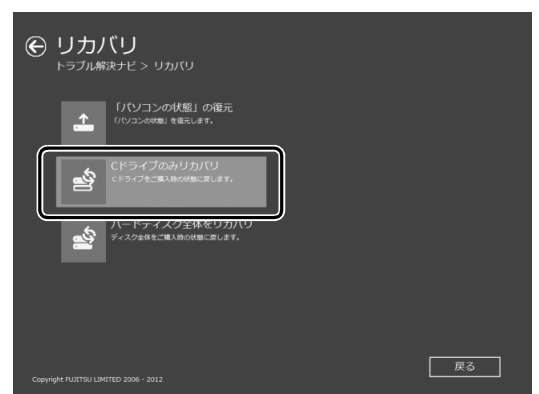 リカバリ
トラブル解決ナビ > リカバリ
「パソコンの状態」の復元
「パソコンの状態」を復元します。
Cドライブのみリカバリ
Cドライブをご購入時の状態に戻します。
ハードディスク全体をリカバリ
ディスク全体をご購入時の状態に戻します。
戻る
Copyright FUJITSU LIMITED 2006 - 2012